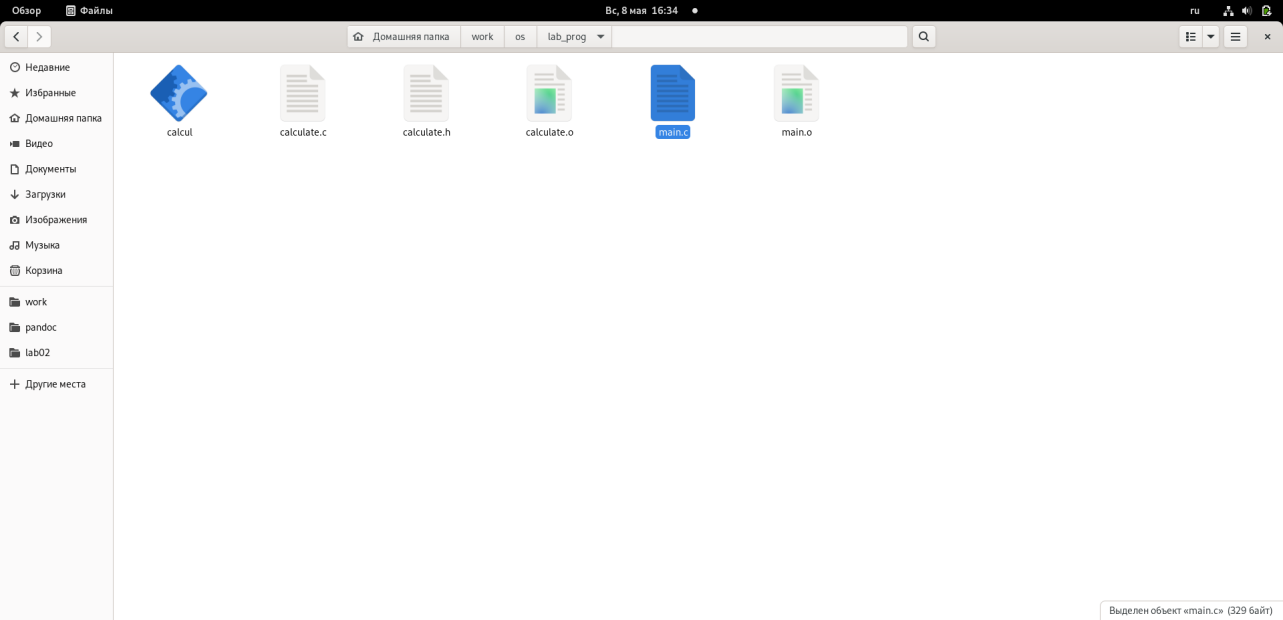 Обзор Файлы Вс, 8 мая 16:34 ru
Домашняя папка work os lab_prog
Недавние
Избранные
Домашняя папка
Видео
Документы
Загрузки
Изображения
Музыка
Корзина
work
pandoc
lab02
Другие места
calcul calculate.c calculate.h calculate.o main.c main.o
Выделен объект «main.c» (329 байт)